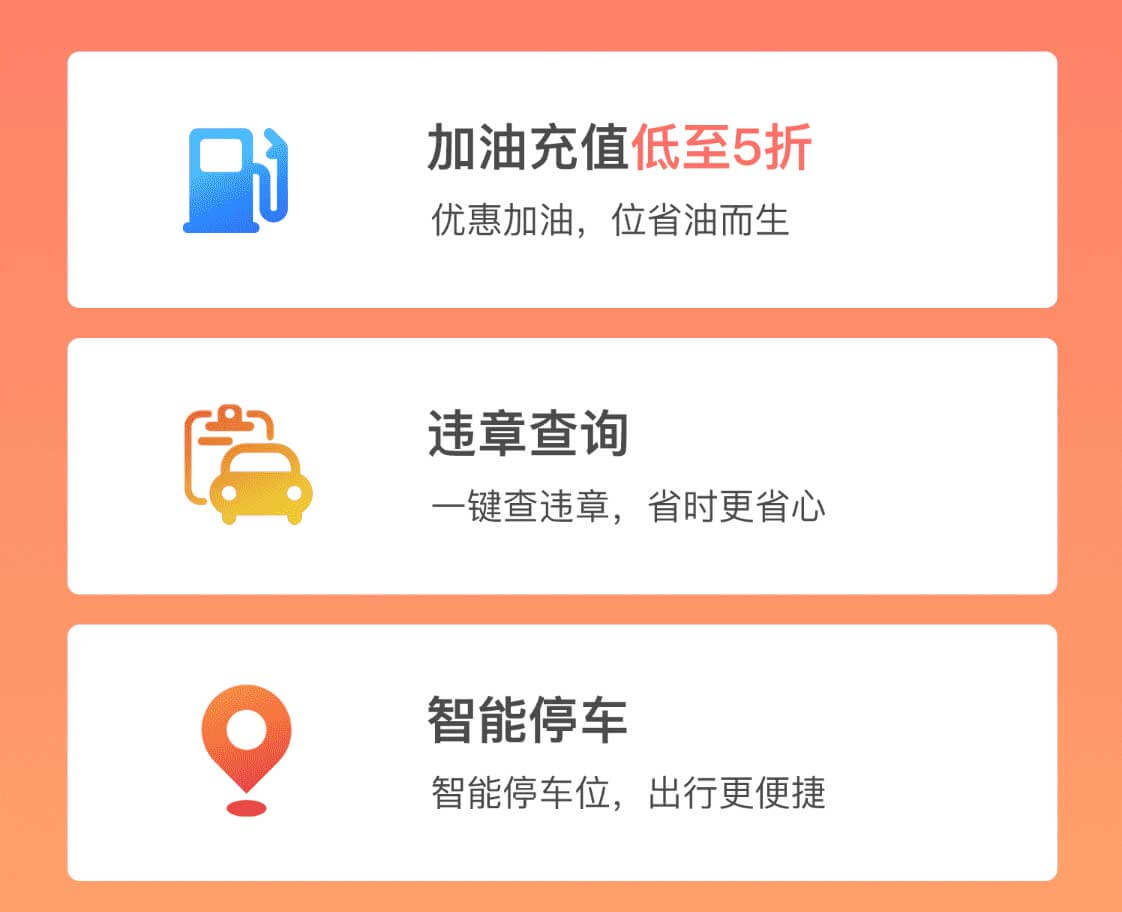 加油充值低至5折
优惠加油，位省油而生
违章查询
一键查违章，省时更省心
智能停车
智能停车位，出行更便捷